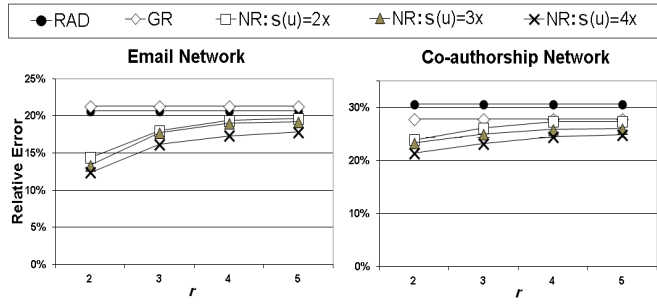 RAD GR NR: s(u)=2x NR: s(u)=3x NR: s(u)=4x
Email Network
Relative Error
25%
20%
15%
10%
5%
0%
2 3 4 5
r
Co-authorship Network
30%
20%
10%
0%
2 3 4 5
r